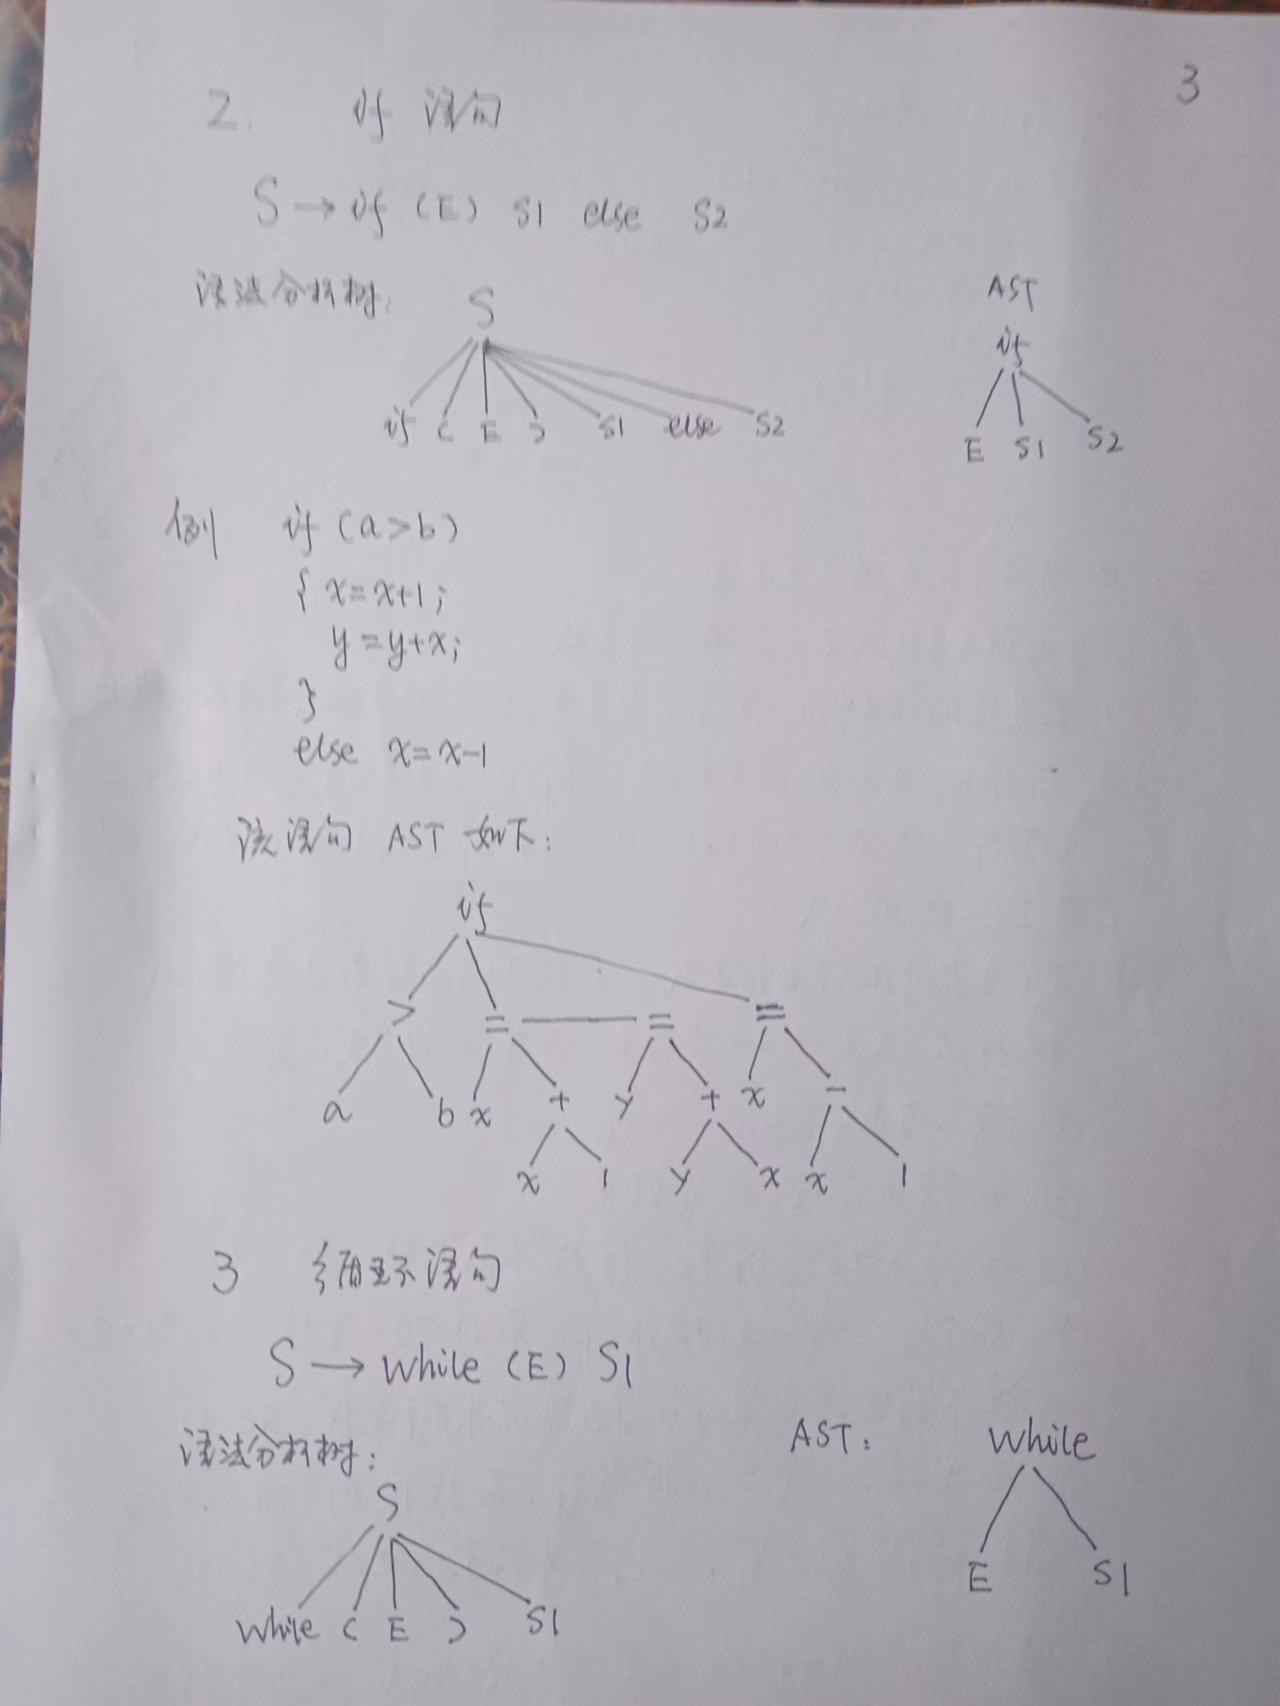 3
2. if 语句
S → if (E) S1 else S2
语法分析树: AST
S if
if ( E ) S1 else S2
E S1 S2
例 if (a>b)
{ x=x+1;
y=y+x;
}
else x=x-1
该语句 AST 如下:
if
> = = =
a b x + y + x -
x 1 y x x 1
3 循环语句
S → while (E) S1
语法分析树: AST: while
S
E S1
while ( E ) S1